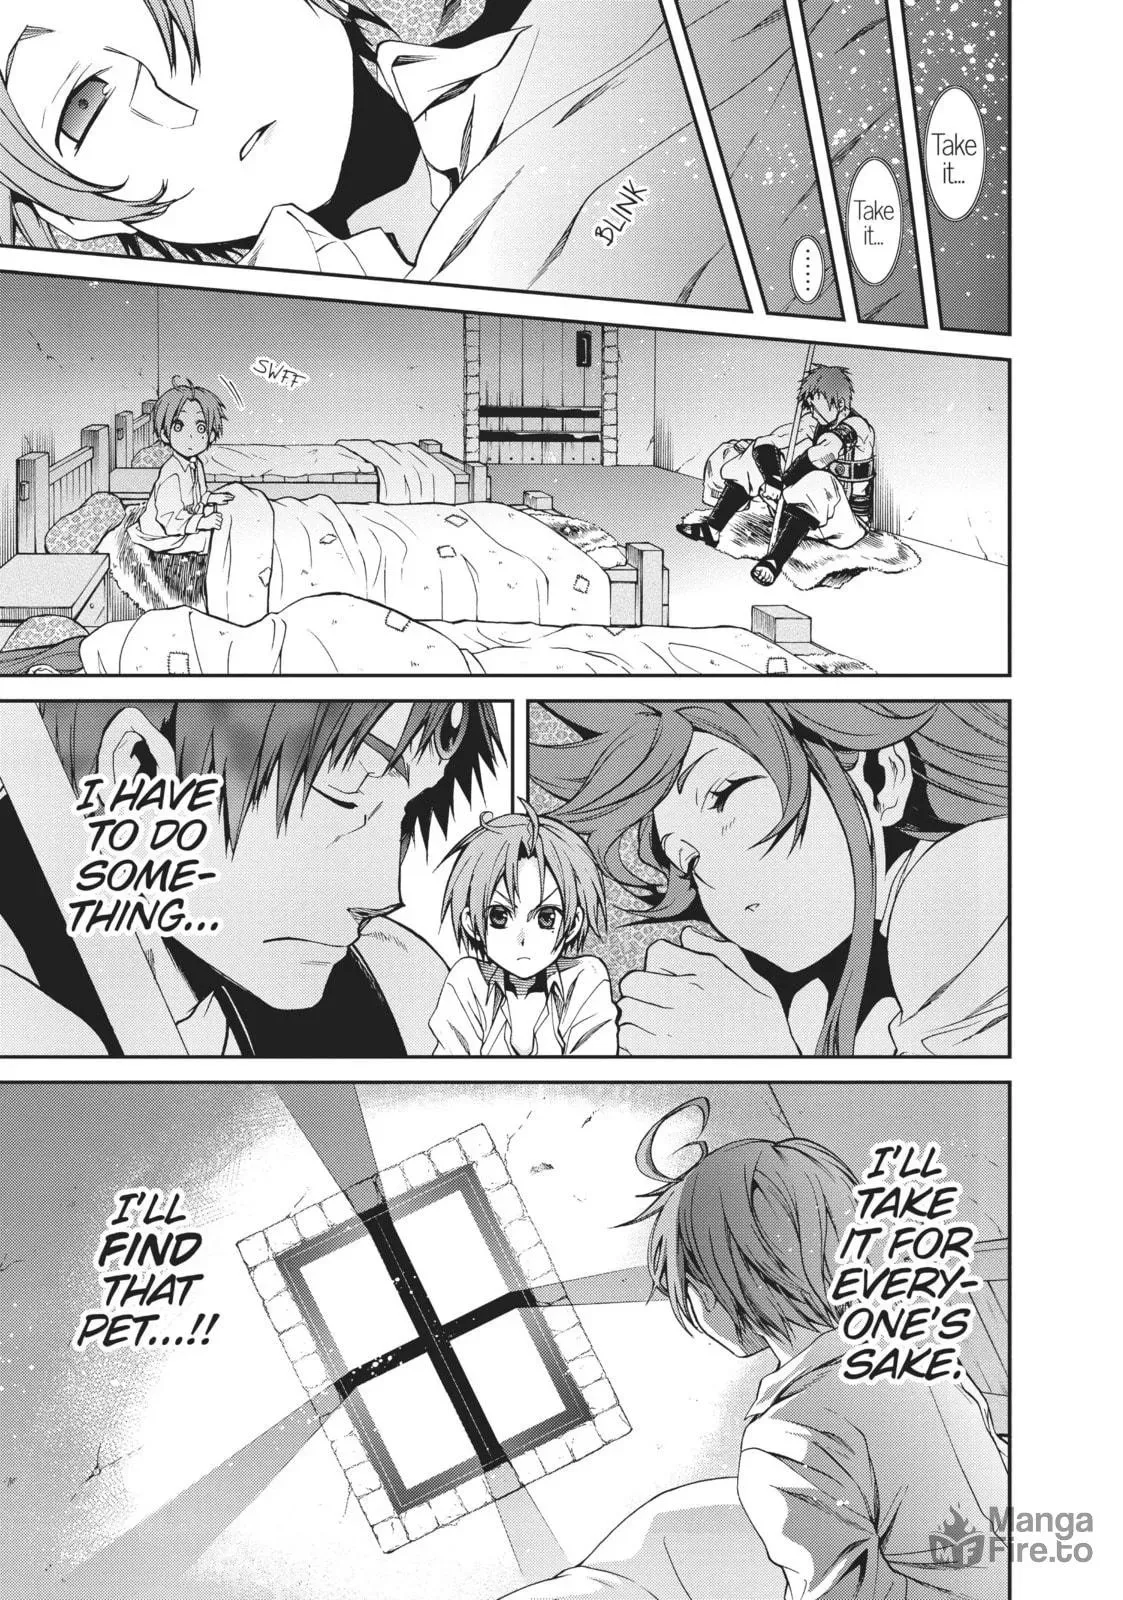 Take
it...
Take
it...
.......
BLINK
SWFF
I HAVE
TO DO
SOME-
THING...
I'LL
TAKE
IT FOR
EVERY-
ONE'S
SAKE.
I'LL
FIND
THAT
PET...!!
Manga
Fire.to
MF